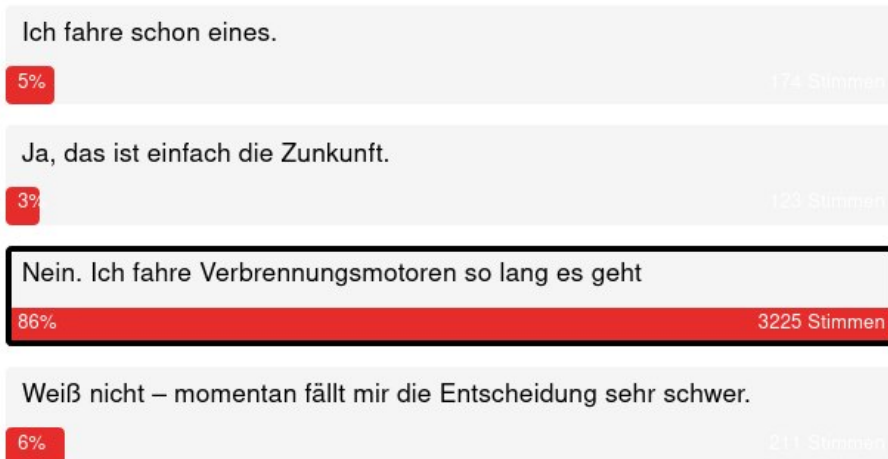 Ich fahre schon eines.
5% 174 Stimmen
Ja, das ist einfach die Zunkunft.
3% 123 Stimmen
Nein. Ich fahre Verbrennungsmotoren so lang es geht
86% 3225 Stimmen
Weiß nicht – momentan fällt mir die Entscheidung sehr schwer.
6% 211 Stimmen